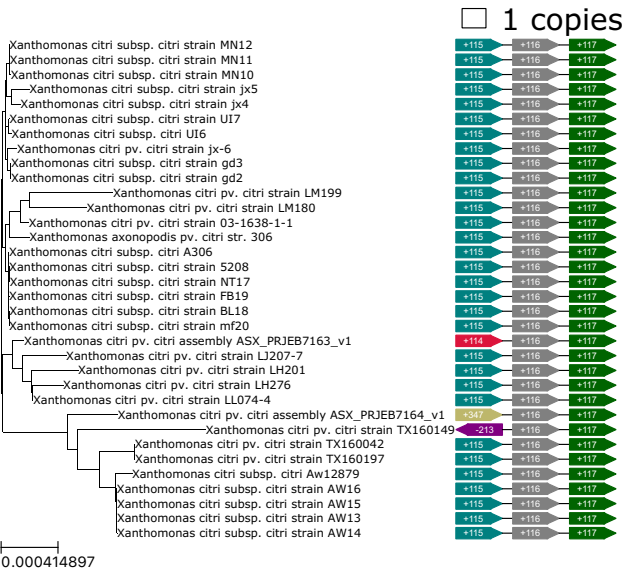 1 copies
Xanthomonas citri subsp. citri strain MN12 +115 +116 +117
Xanthomonas citri subsp. citri strain MN11 +115 +116 +117
Xanthomonas citri subsp. citri strain MN10 +115 +116 +117
Xanthomonas citri subsp. citri strain jx5 +115 +116 +117
Xanthomonas citri subsp. citri strain jx4 +115 +116 +117
Xanthomonas citri subsp. citri strain UI7 +115 +116 +117
Xanthomonas citri subsp. citri UI6 +115 +116 +117
Xanthomonas citri pv. citri strain jx-6 +115 +116 +117
Xanthomonas citri subsp. citri strain gd3 +115 +116 +117
Xanthomonas citri subsp. citri strain gd2 +115 +116 +117
Xanthomonas citri pv. citri strain LM199 +115 +116 +117
Xanthomonas citri pv. citri strain LM180 +115 +116 +117
Xanthomonas citri pv. citri strain 03-1638-1-1 +115 +116 +117
Xanthomonas axonopodis pv. citri str. 306 +115 +116 +117
Xanthomonas citri subsp. citri A306 +115 +116 +117
Xanthomonas citri subsp. citri strain 5208 +115 +116 +117
Xanthomonas citri subsp. citri strain NT17 +115 +116 +117
Xanthomonas citri subsp. citri strain FB19 +115 +116 +117
Xanthomonas citri subsp. citri strain BL18 +115 +116 +117
Xanthomonas citri subsp. citri strain mf20 +115 +116 +117
Xanthomonas citri pv. citri assembly ASX_PRJEB7163_v1 +114 +116 +117
Xanthomonas citri pv. citri strain LJ207-7 +115 +116 +117
Xanthomonas citri pv. citri strain LH201 +115 +116 +117
Xanthomonas citri pv. citri strain LH276 +115 +116 +117
Xanthomonas citri pv. citri strain LL074-4 +115 +116 +117
Xanthomonas citri pv. citri assembly ASX_PRJEB7164_v1 +347 +116 +117
Xanthomonas citri pv. citri strain TX160149 -213 +116 +117
Xanthomonas citri pv. citri strain TX160042 +115 +116 +117
Xanthomonas citri pv. citri strain TX160197 +115 +116 +117
Xanthomonas citri subsp. citri Aw12879 +115 +116 +117
Xanthomonas citri subsp. citri strain AW16 +115 +116 +117
Xanthomonas citri subsp. citri strain AW15 +115 +116 +117
Xanthomonas citri subsp. citri strain AW13 +115 +116 +117
Xanthomonas citri subsp. citri strain AW14 +115 +116 +117
0.000414897